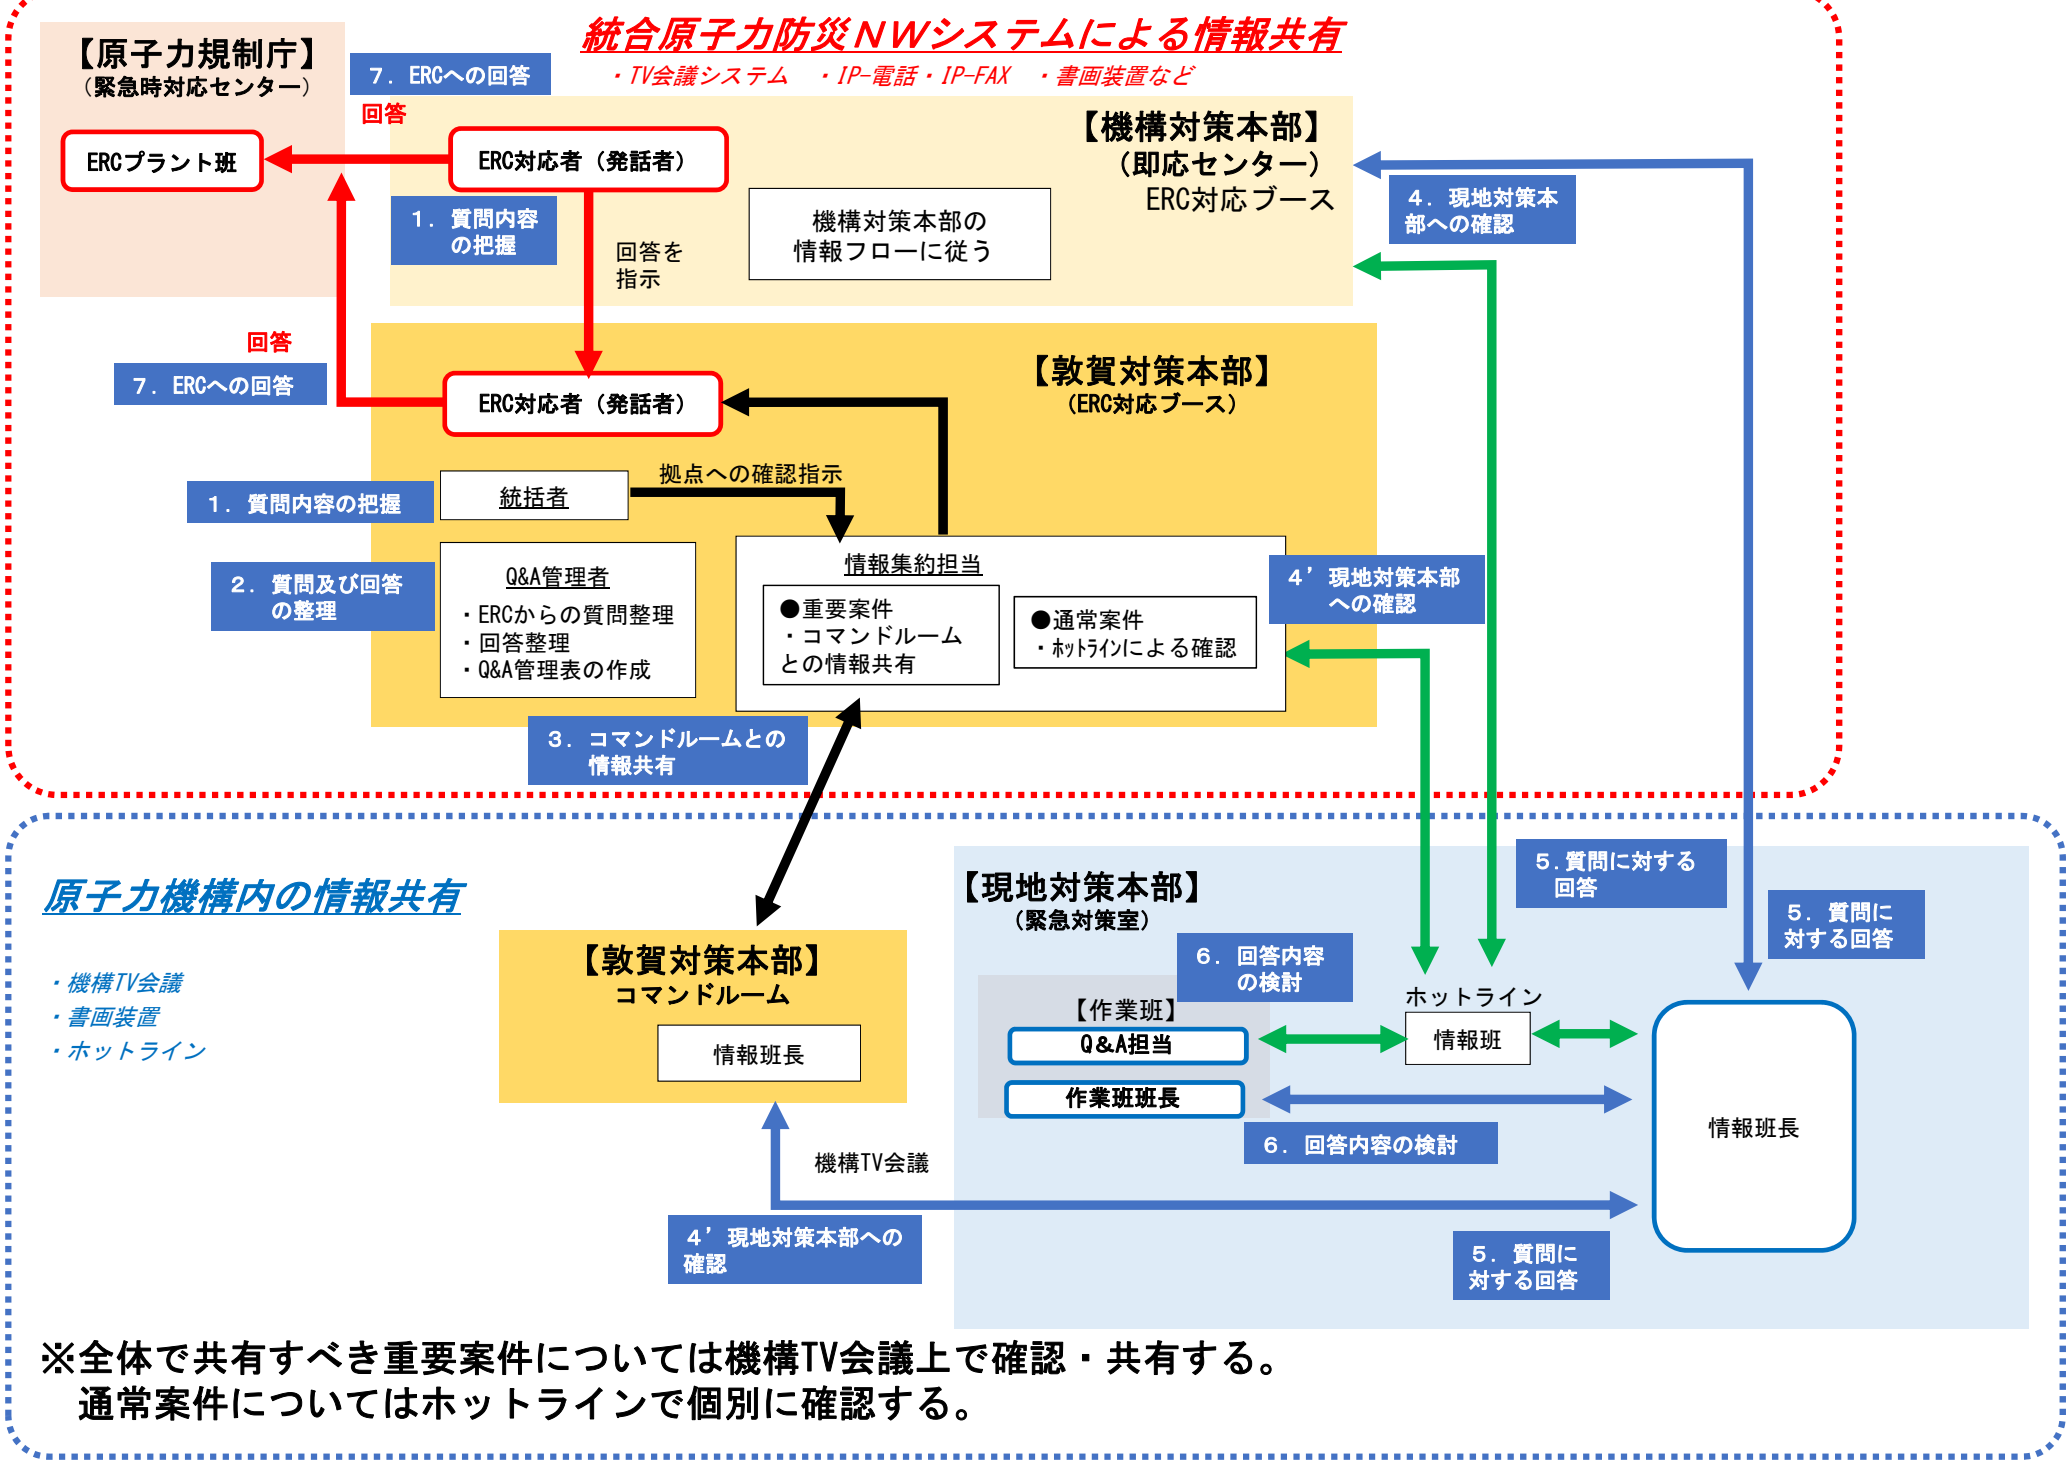 統合原子力防災NWシステムによる情報共有
・TV会議システム　・IP-電話・IP-FAX　・書画装置など
【原子力規制庁】
（緊急時対応センター）
7. ERCへの回答
回答
ERCプラント班
ERC対応者（発話者）
【機構対策本部】
（即応センター）
ERC対応ブース
1. 質問内容
の把握
回答を
指示
機構対策本部の
情報フローに従う
4. 現地対策本
部への確認
回答
7. ERCへの回答
ERC対応者（発話者）
【敦賀対策本部】
（ERC対応ブース）
1. 質問内容の把握
統括者
拠点への確認指示
2. 質問及び回答
の整理
Q&A管理者
・ERCからの質問整理
・回答整理
・Q&A管理表の作成
情報集約担当
●重要案件
・コマンドルーム
との情報共有
●通常案件
・ﾎｯﾄﾗｲﾝによる確認
4’現地対策本部
への確認
3. コマンドルームとの
情報共有
原子力機構内の情報共有
・機構TV会議
・書画装置
・ホットライン
【敦賀対策本部】
コマンドルーム
情報班長
【現地対策本部】
（緊急対策室）
5.質問に対する
回答
5. 質問に
対する回答
6. 回答内容
の検討
【作業班】
Q&A担当
作業班班長
ホットライン
情報班
情報班長
6. 回答内容の検討
機構TV会議
4’現地対策本部への
確認
5. 質問に
対する回答
※全体で共有すべき重要案件については機構TV会議上で確認・共有する。
通常案件についてはホットラインで個別に確認する。